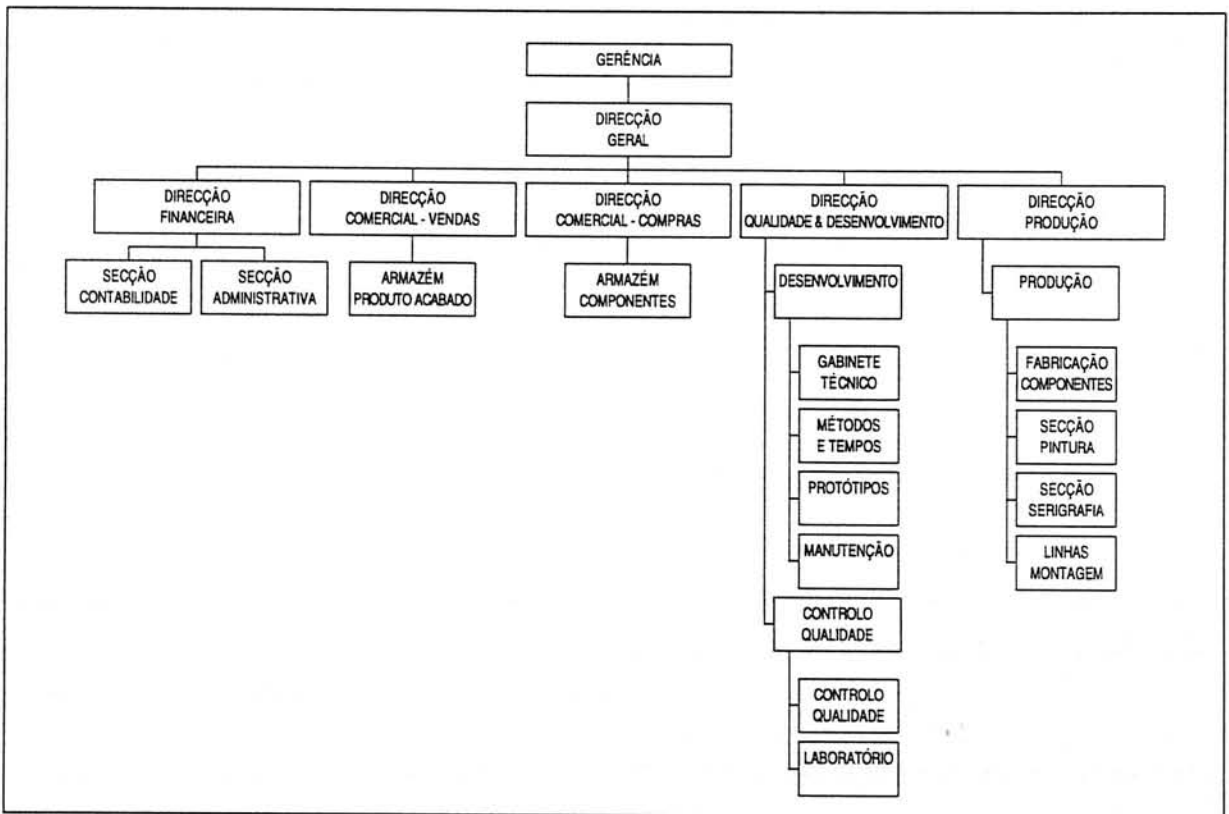 GERÊNCIA
DIRECÇÃO
GERAL
DIRECÇÃO
FINANCEIRA
DIRECÇÃO
COMERCIAL - VENDAS
DIRECÇÃO
COMERCIAL - COMPRAS
DIRECÇÃO
QUALIDADE & DESENVOLVIMENTO
DIRECÇÃO
PRODUÇÃO
SECÇÃO
CONTABILIDADE
SECÇÃO
ADMINISTRATIVA
ARMAZÉM
PRODUTO ACABADO
ARMAZÉM
COMPONENTES
DESENVOLVIMENTO
GABINETE
TÉCNICO
MÉTODOS
E TEMPOS
PROTÓTIPOS
MANUTENÇÃO
CONTROLO
QUALIDADE
CONTROLO
QUALIDADE
LABORATÓRIO
PRODUÇÃO
FABRICAÇÃO
COMPONENTES
SECÇÃO
PINTURA
SECÇÃO
SERIGRAFIA
LINHAS
MONTAGEM